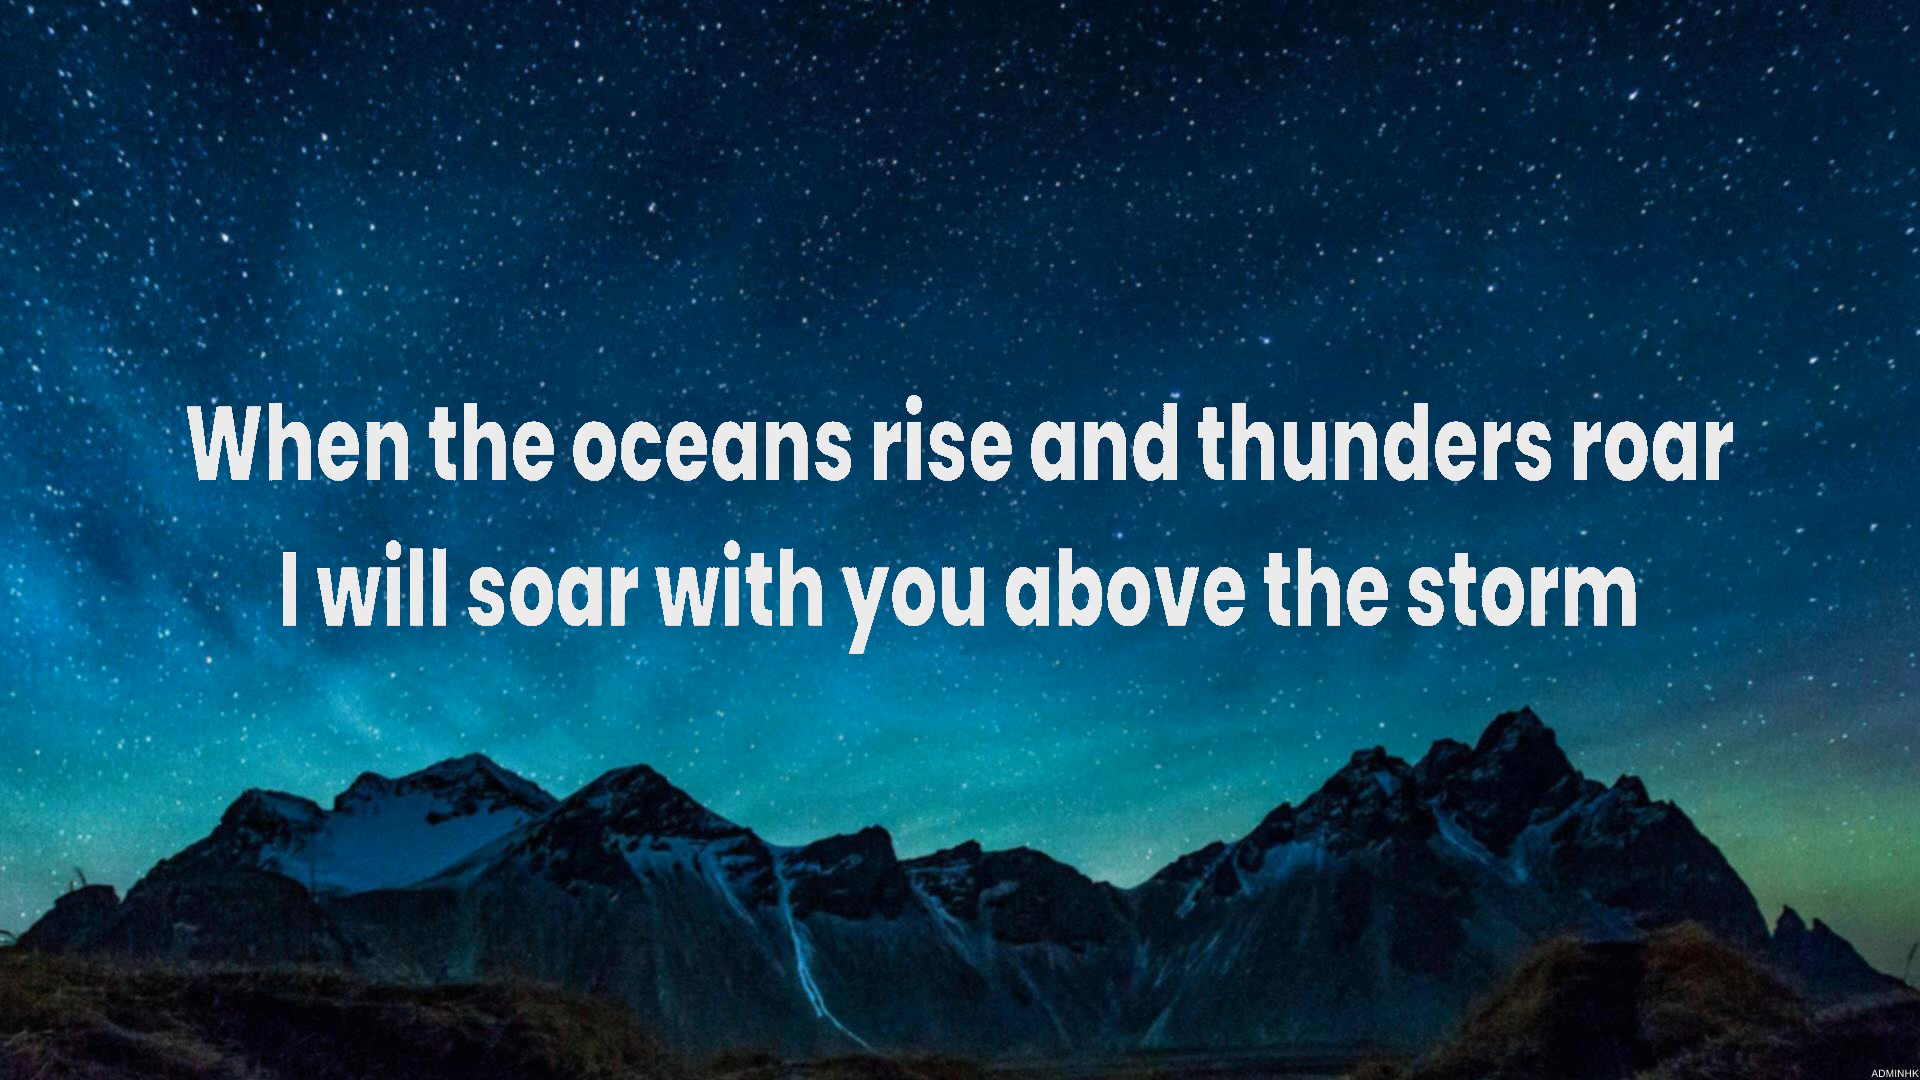 When the oceans rise and thunders roar
I will soar with you above the storm
ADMINHK